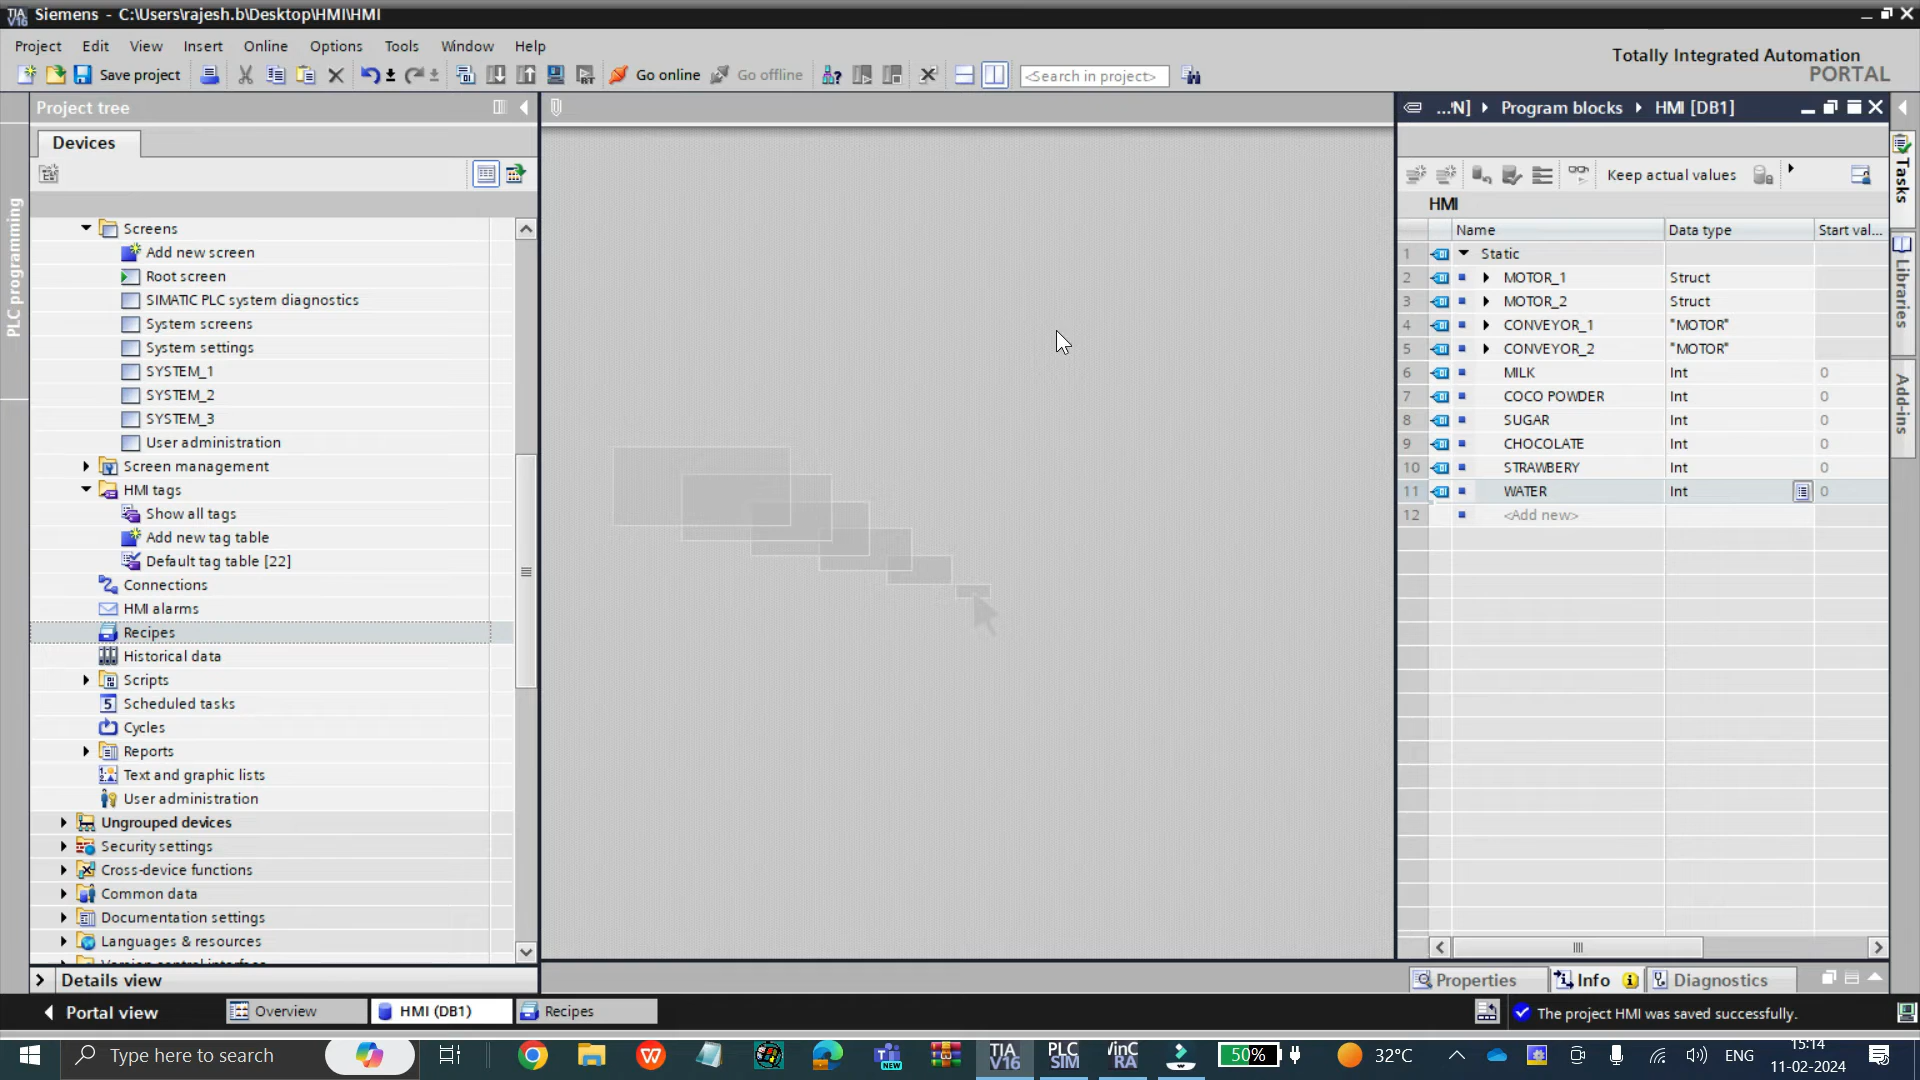 Siemens - C:\Users\rajesh.b\Desktop\HMI\HMI
Project Edit View Insert Online Options Tools Window Help
Totally Integrated Automation
PORTAL
Save project
Go online
Go offline
<Search in project>
Project tree
...'N] Program blocks HMI [DB1]
Devices
Keep actual values
HMI
Name Data type Start val...
1 Static
2 MOTOR_1 Struct
3 MOTOR_2 Struct
4 CONVEYOR_1 "MOTOR"
5 CONVEYOR_2 "MOTOR"
6 MILK Int 0
7 COCO POWDER Int 0
8 SUGAR Int 0
9 CHOCOLATE Int 0
10 STRAWBERY Int 0
11 WATER Int 0
12 <Add new>
PLC programming
Screens
Add new screen
Root screen
SIMATIC PLC system diagnostics
System screens
System settings
SYSTEM_1
SYSTEM_2
SYSTEM_3
User administration
Screen management
HMI tags
Show all tags
Add new tag table
Default tag table [22]
Connections
HMI alarms
Recipes
Historical data
Scripts
Scheduled tasks
Cycles
Reports
Text and graphic lists
User administration
Ungrouped devices
Security settings
Cross-device functions
Common data
Documentation settings
Languages & resources
Tasks
Libraries
Add-ins
Details view
Properties Info Diagnostics
Portal view Overview HMI (DB1) Recipes
The project HMI was saved successfully.
Type here to search
NEW
TIA V16
PLC SIM
50%
32°C
ENG
15:14
11-02-2024